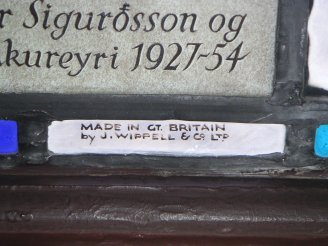 r Sigurðsson og
kureyri 1927-54
MADE IN GT. BRITAIN
by J. WIPPELL & Co. LTD